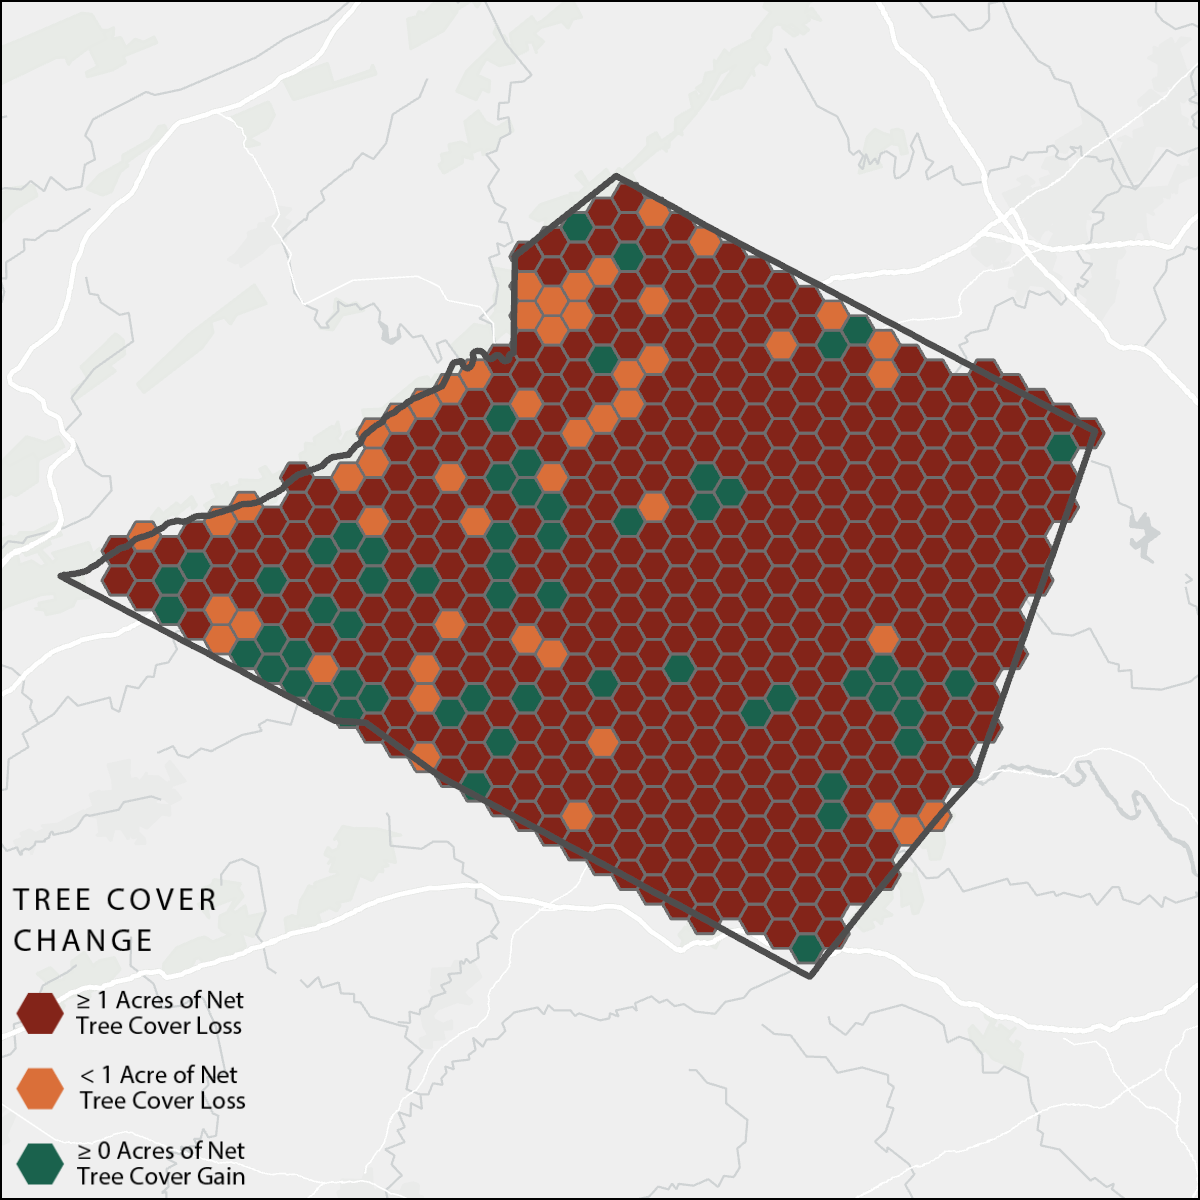 TREE COVER
CHANGE
≥ 1 Acres of Net
Tree Cover Loss
< 1 Acre of Net
Tree Cover Loss
≥ 0 Acres of Net
Tree Cover Gain